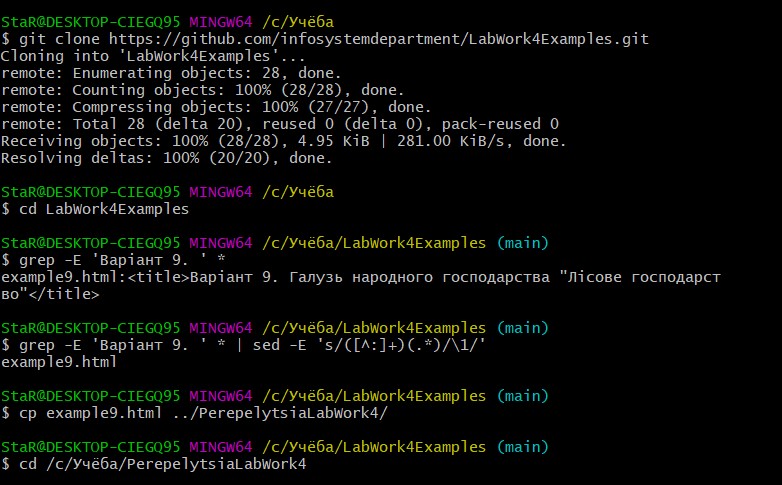 StaR@DESKTOP-CIEGQ95 MINGW64 /c/Учёба
$ git clone https://github.com/infosystemdepartment/LabWork4Examples.git
Cloning into 'LabWork4Examples'...
remote: Enumerating objects: 28, done.
remote: Counting objects: 100% (28/28), done.
remote: Compressing objects: 100% (27/27), done.
remote: Total 28 (delta 20), reused 0 (delta 0), pack-reused 0
Receiving objects: 100% (28/28), 4.95 KiB | 281.00 KiB/s, done.
Resolving deltas: 100% (20/20), done.
StaR@DESKTOP-CIEGQ95 MINGW64 /c/Учёба
$ cd LabWork4Examples
StaR@DESKTOP-CIEGQ95 MINGW64 /c/Учёба/LabWork4Examples (main)
$ grep -E 'Варіант 9. ' *
example9.html:<title>Варіант 9. Галузь народного господарства "Лісове господарст
во"</title>
StaR@DESKTOP-CIEGQ95 MINGW64 /c/Учёба/LabWork4Examples (main)
$ grep -E 'Варіант 9. ' * | sed -E 's/([^:]+)(.*)/\1/'
example9.html
StaR@DESKTOP-CIEGQ95 MINGW64 /c/Учёба/LabWork4Examples (main)
$ cp example9.html ../PerepelytsiaLabWork4/
StaR@DESKTOP-CIEGQ95 MINGW64 /c/Учёба/LabWork4Examples (main)
$ cd /c/Учёба/PerepelytsiaLabWork4